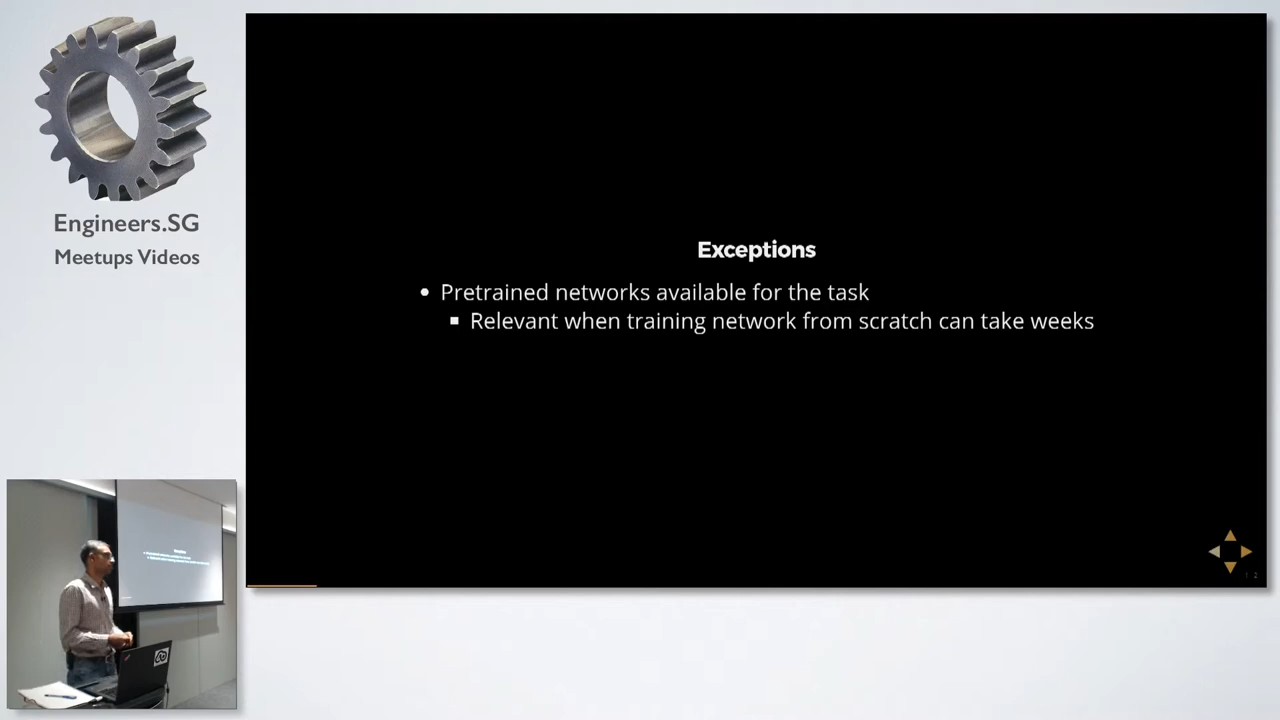 Engineers.SG
Meetups Videos
Exceptions
Pretrained networks available for the task
Relevant when training network from scratch can take weeks